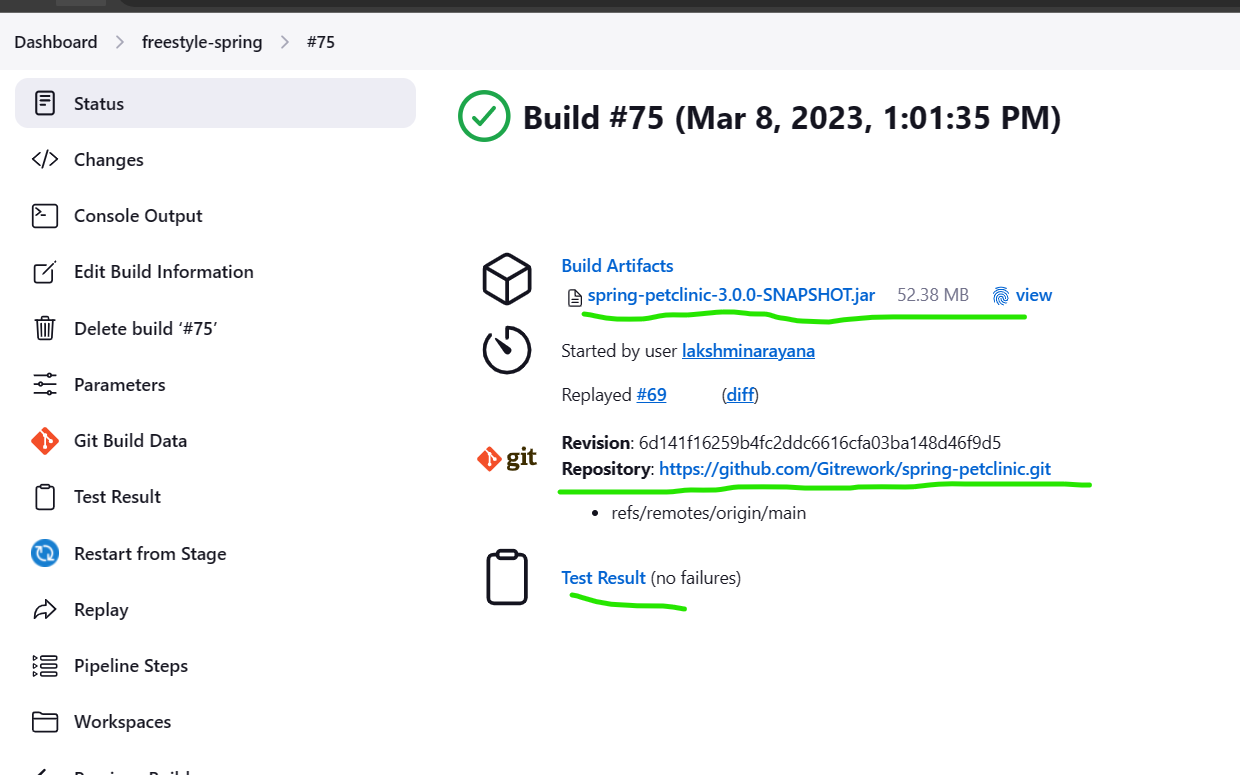 Dashboard > freestyle-spring > #75
Status
Changes
Console Output
Edit Build Information
Delete build ‘#75’
Parameters
Git Build Data
Test Result
Restart from Stage
Replay
Pipeline Steps
Workspaces
Build #75 (Mar 8, 2023, 1:01:35 PM)
Build Artifacts
spring-petclinic-3.0.0-SNAPSHOT.jar 52.38 MB view
Started by user lakshminarayana
Replayed #69 (diff)
git
Revision: 6d141f16259b4fc2ddc6616cfa03ba148d46f9d5
Repository: https://github.com/Gitrework/spring-petclinic.git
• refs/remotes/origin/main
Test Result (no failures)